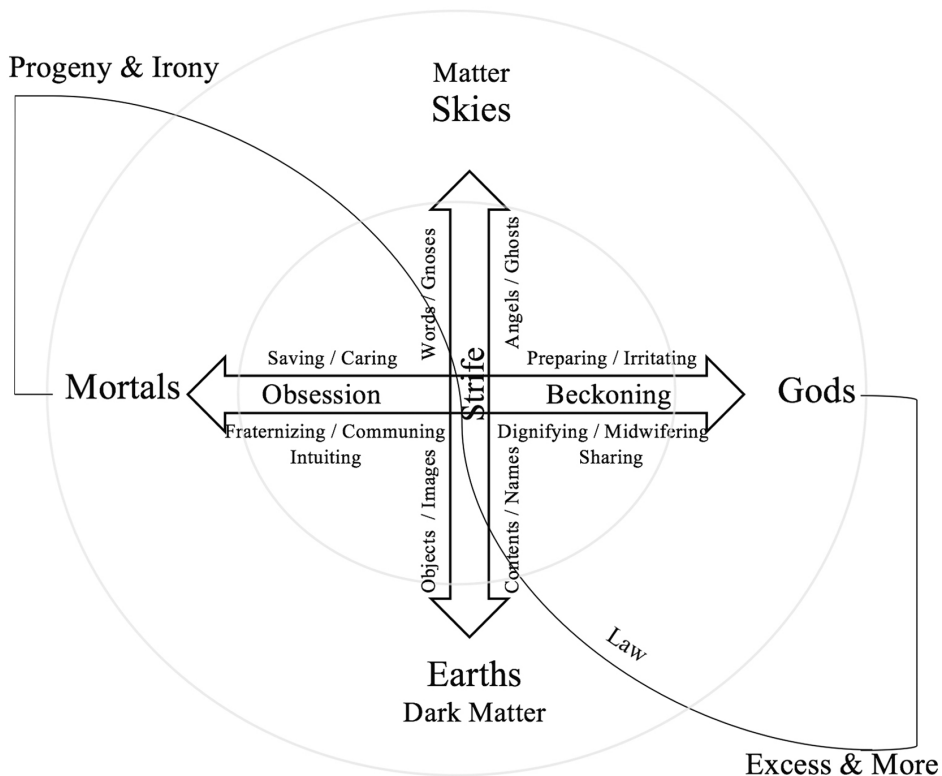 Progeny & Irony
Matter
Skies
Words / Gnoses
Angels / Ghosts
Saving / Caring
Preparing / Irritating
Mortals
Obsession
Strife
Beckoning
Gods
Fraternizing / Communing
Intuiting
Dignifying / Midwifering
Sharing
Objects / Images
Contents / Names
Law
Earths
Dark Matter
Excess & More